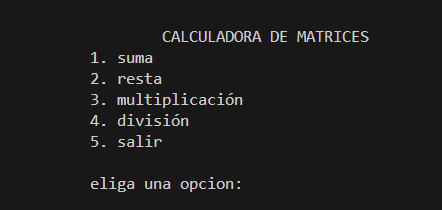 CALCULADORA DE MATRICES
1. suma
2. resta
3. multiplicación
4. división
5. salir
eliga una opcion: